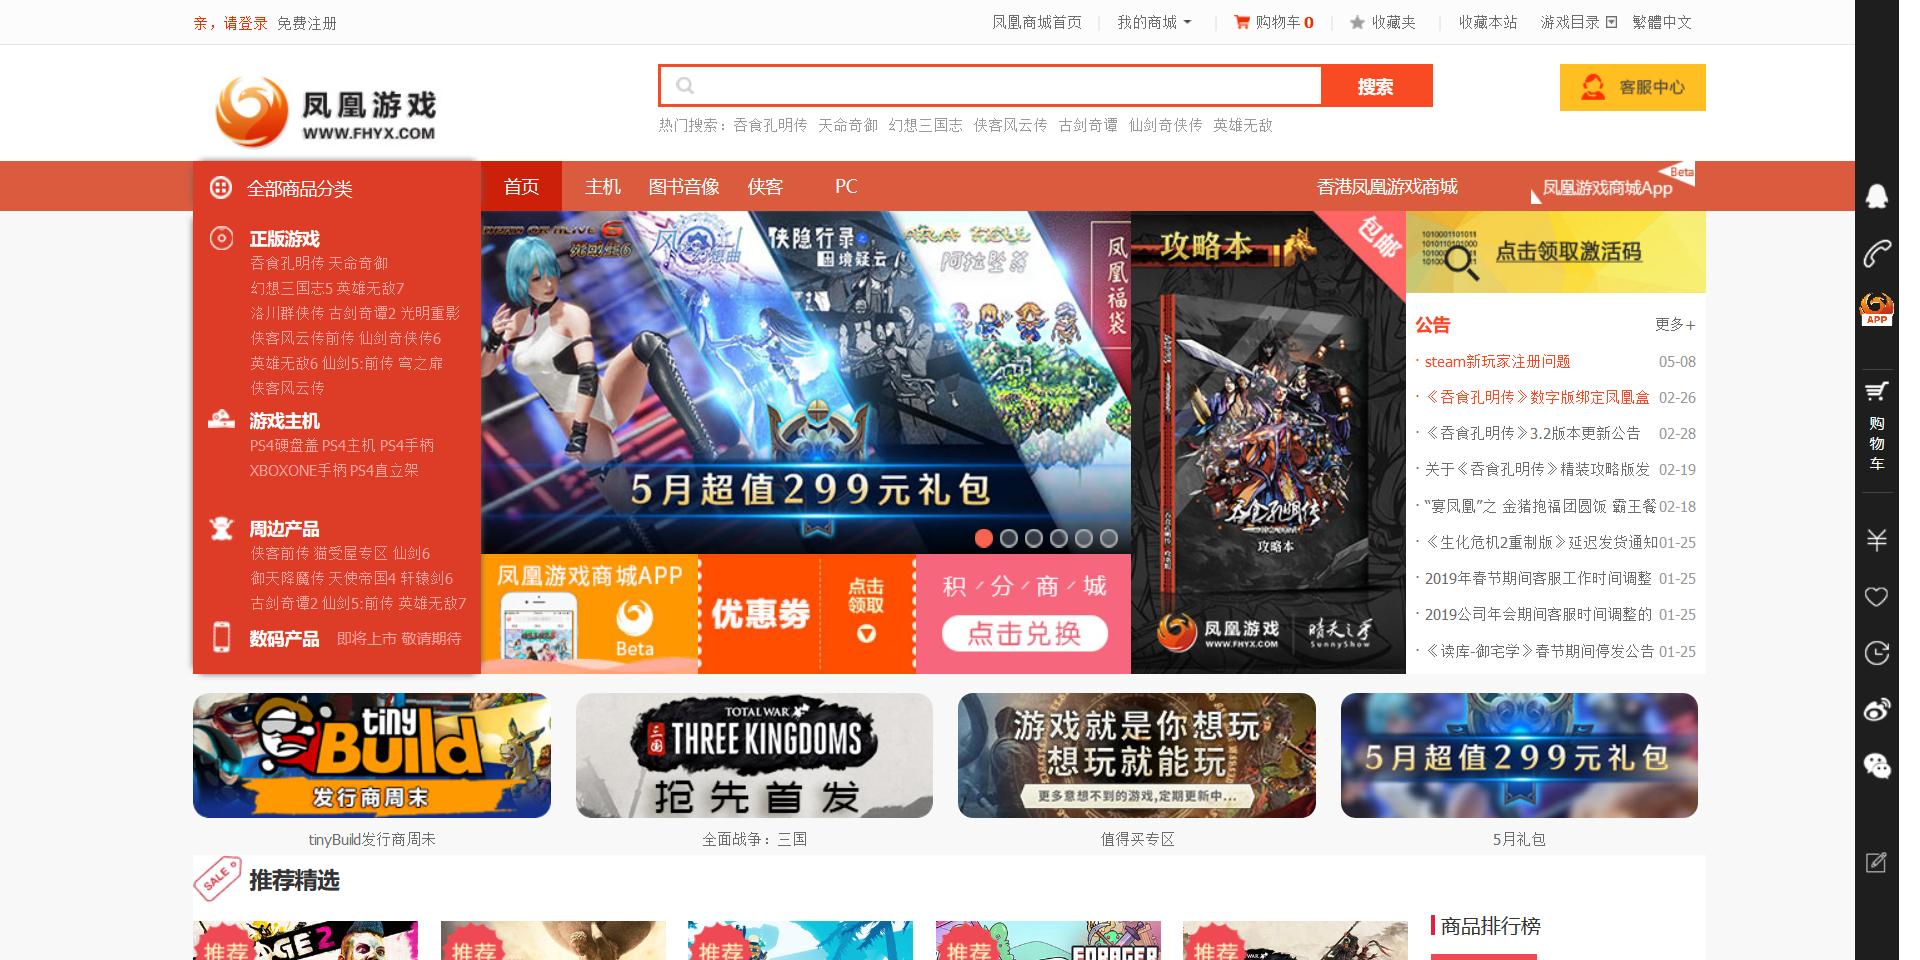 亲，请登录 免费注册
凤凰商城首页 我的商城 购物车 0 收藏夹 收藏本站 游戏目录 繁體中文
凤凰游戏
WWW.FHYX.COM
搜索
客服中心
热门搜索：吞食孔明传 天命奇御 幻想三国志 侠客风云传 古剑奇谭 仙剑奇侠传 英雄无敌
全部商品分类
首页 主机 图书音像 侠客 PC 香港凤凰游戏商城 凤凰游戏商城App Beta
正版游戏
吞食孔明传 天命奇御
幻想三国志5 英雄无敌7
洛川群侠传 古剑奇谭2 光明重影
侠客风云传前传 仙剑奇侠传6
英雄无敌6 仙剑5:前传 穹之扉
侠客风云传
游戏主机
PS4硬盘盖 PS4主机 PS4手柄
XBOXONE手柄 PS4直立架
周边产品
侠客前传 猫受屋专区 仙剑6
御天降魔传 天使帝国4 轩辕剑6
古剑奇谭2 仙剑5:前传 英雄无敌7
数码产品 即将上市 敬请期待
侠隐行录
困境疑云
阿拉坠落
凤凰福袋
5月超值299元礼包
凤凰游戏商城APP
Beta
优惠券
点击
领取
积/分/商/城
点击兑换
攻略本
包邮
吞食孔明传
攻略本
凤凰游戏
WWW.FHYX.COM
晴天之享
SunnyShow
点击领取激活码
公告 更多+
· steam新玩家注册问题 05-08
·《吞食孔明传》数字版绑定凤凰盒 02-26
·《吞食孔明传》3.2版本更新公告 02-28
· 关于《吞食孔明传》精装攻略版发 02-19
· “宴凤凰”之 金猪抱福团圆饭 霸王餐 02-18
·《生化危机2重制版》延迟发货通知 01-25
· 2019年春节期间客服工作时间调整 01-25
· 2019公司年会期间客服时间调整的 01-25
·《读库-御宅学》春节期间停发公告 01-25
APP
购
物
车
tiny
Build
发行商周末
TOTAL WAR
三国
THREE KINGDOMS
抢先首发
游戏就是你想玩
想玩就能玩
更多意想不到的游戏,定期更新中...
5月超值299元礼包
tinyBuild发行商周末
全面战争：三国
值得买专区
5月礼包
SALE
推荐精选
商品排行榜
推荐
推荐
推荐
推荐
推荐